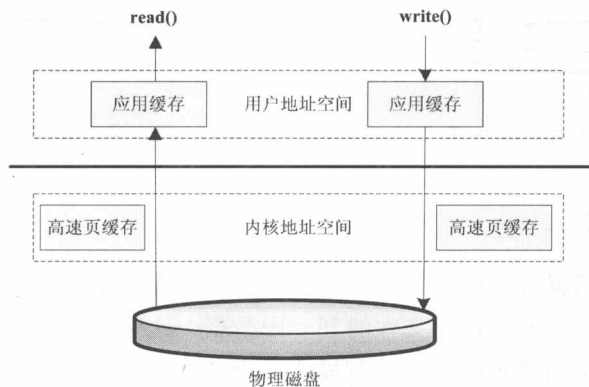 read() write()
应用缓存 用户地址空间 应用缓存
高速页缓存 内核地址空间 高速页缓存
物理磁盘